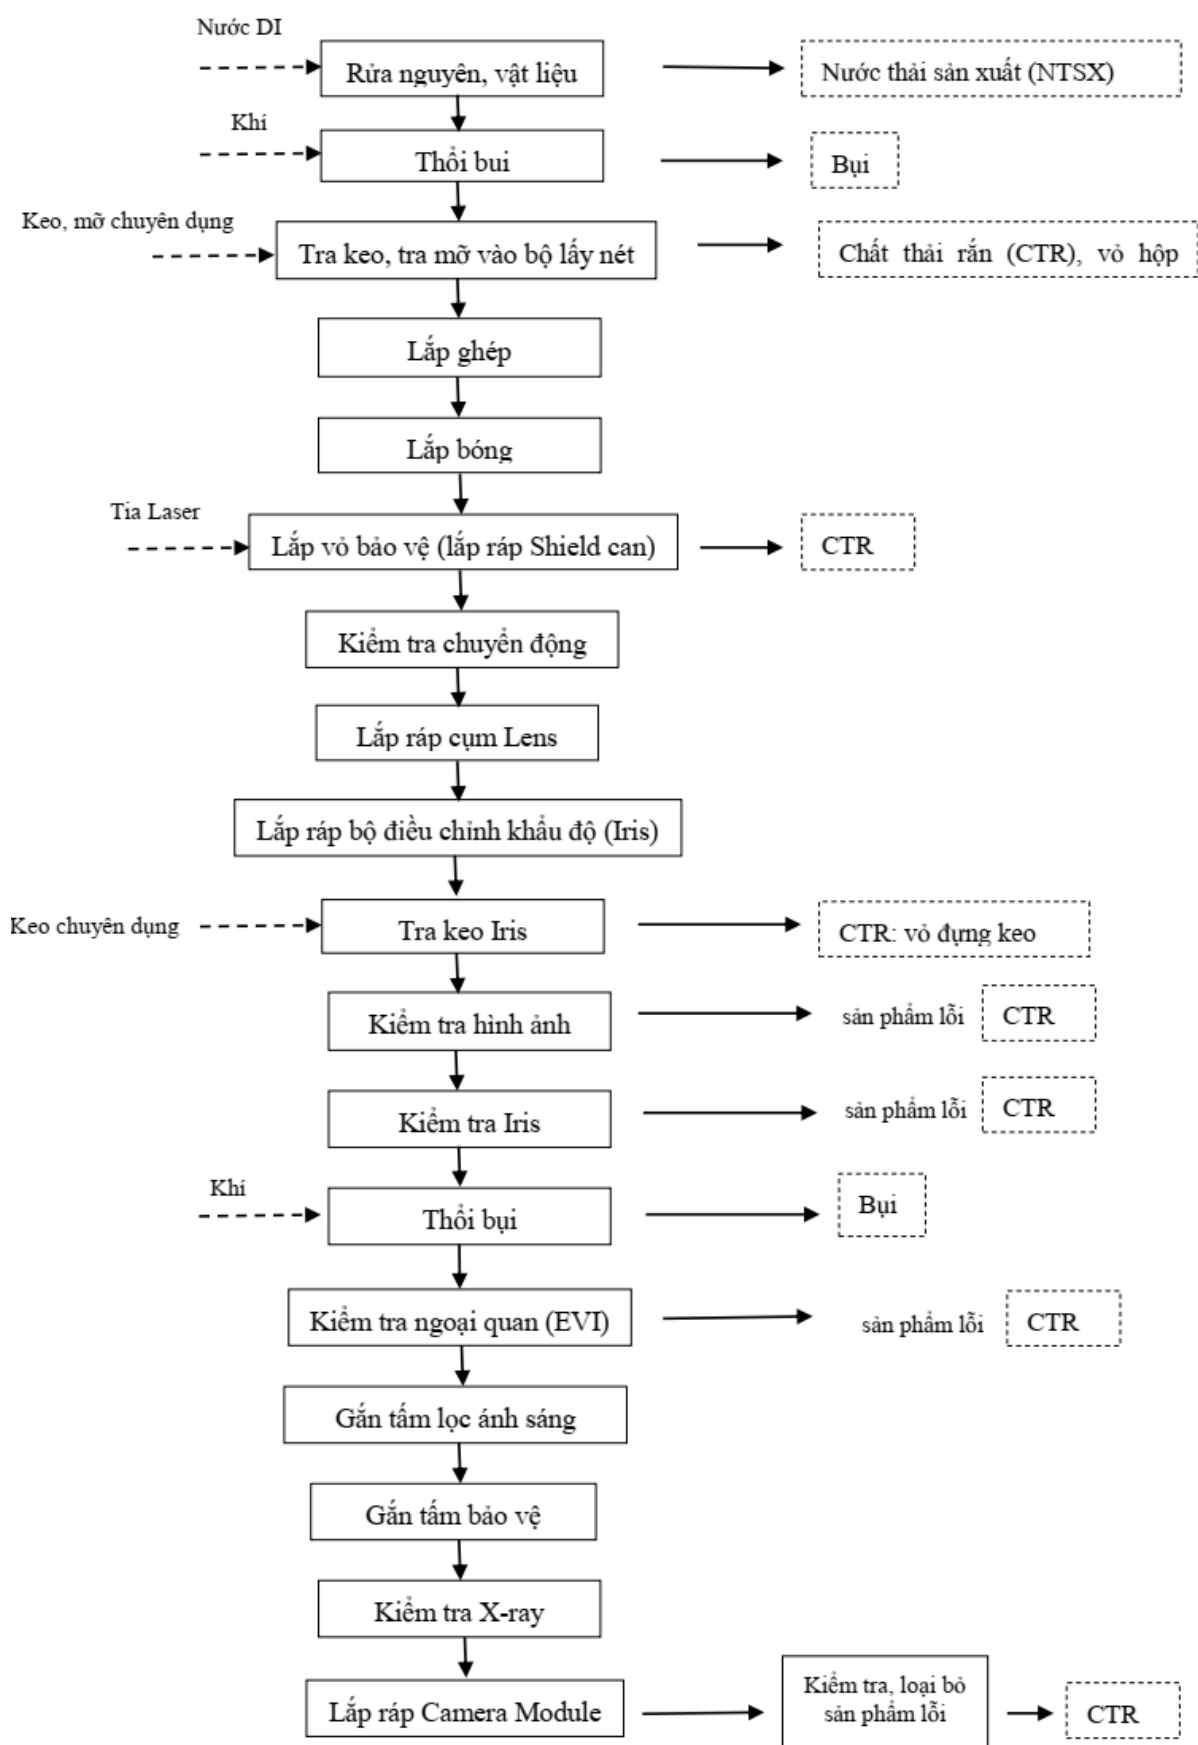 Nước DI
Rửa nguyên, vật liệu
Nước thải sản xuất (NTSX)
Khí
Thổi bui
Bụi
Keo, mỡ chuyên dụng
Tra keo, tra mỡ vào bộ lấy nét
Chất thải rắn (CTR), vỏ hộp
Lắp ghép
Lắp bóng
Tia Laser
Lắp vỏ bảo vệ (lắp ráp Shield can)
CTR
Kiểm tra chuyển động
Lắp ráp cụm Lens
Lắp ráp bộ điều chỉnh khẩu độ (Iris)
Keo chuyên dụng
Tra keo Iris
CTR: vỏ đựng keo
Kiểm tra hình ảnh
sản phẩm lỗi
CTR
Kiểm tra Iris
sản phẩm lỗi
CTR
Khí
Thổi bụi
Bụi
Kiểm tra ngoại quan (EVI)
sản phẩm lỗi
CTR
Gắn tấm lọc ánh sáng
Gắn tấm bảo vệ
Kiểm tra X-ray
Lắp ráp Camera Module
Kiểm tra, loại bỏ
sản phẩm lỗi
CTR